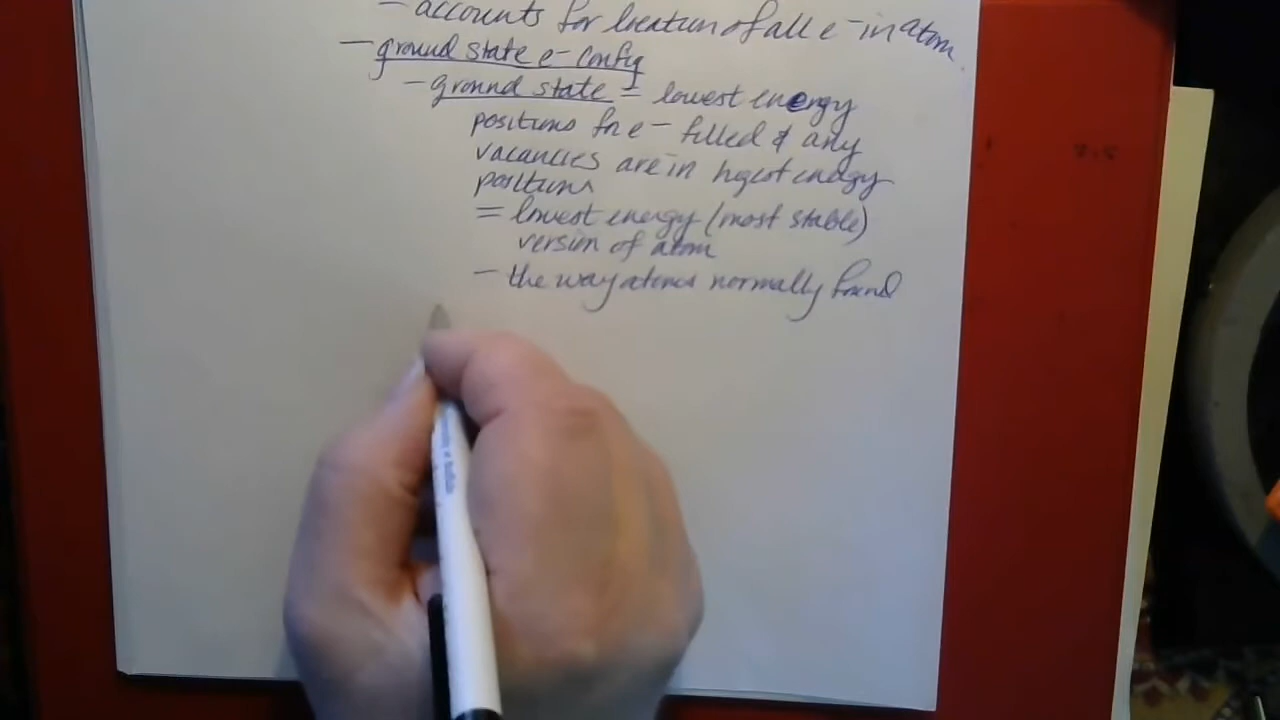 - accounts for location of all e- in atom.
- ground state e- config
- ground state = lowest energy
positions for e- filled & any
vacancies are in highest energy
positions
= lowest energy (most stable)
version of atom
- the way atoms normally found